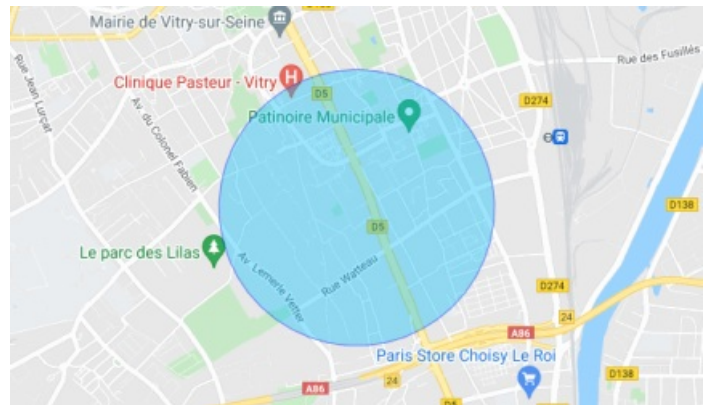 Mairie de Vitry-sur-Seine
Rue des Fusillés
Rue Jean Lurçat
Clinique Pasteur - Vitry
H
D5
D274
Patinoire Municipale
Av. du Colonel Fabien
D138
D5
Le parc des Lilas
Av. Lemerle Vetter
Rue Watteau
D274
24
A86
Paris Store Choisy Le Roi
A86
24
D138
D5